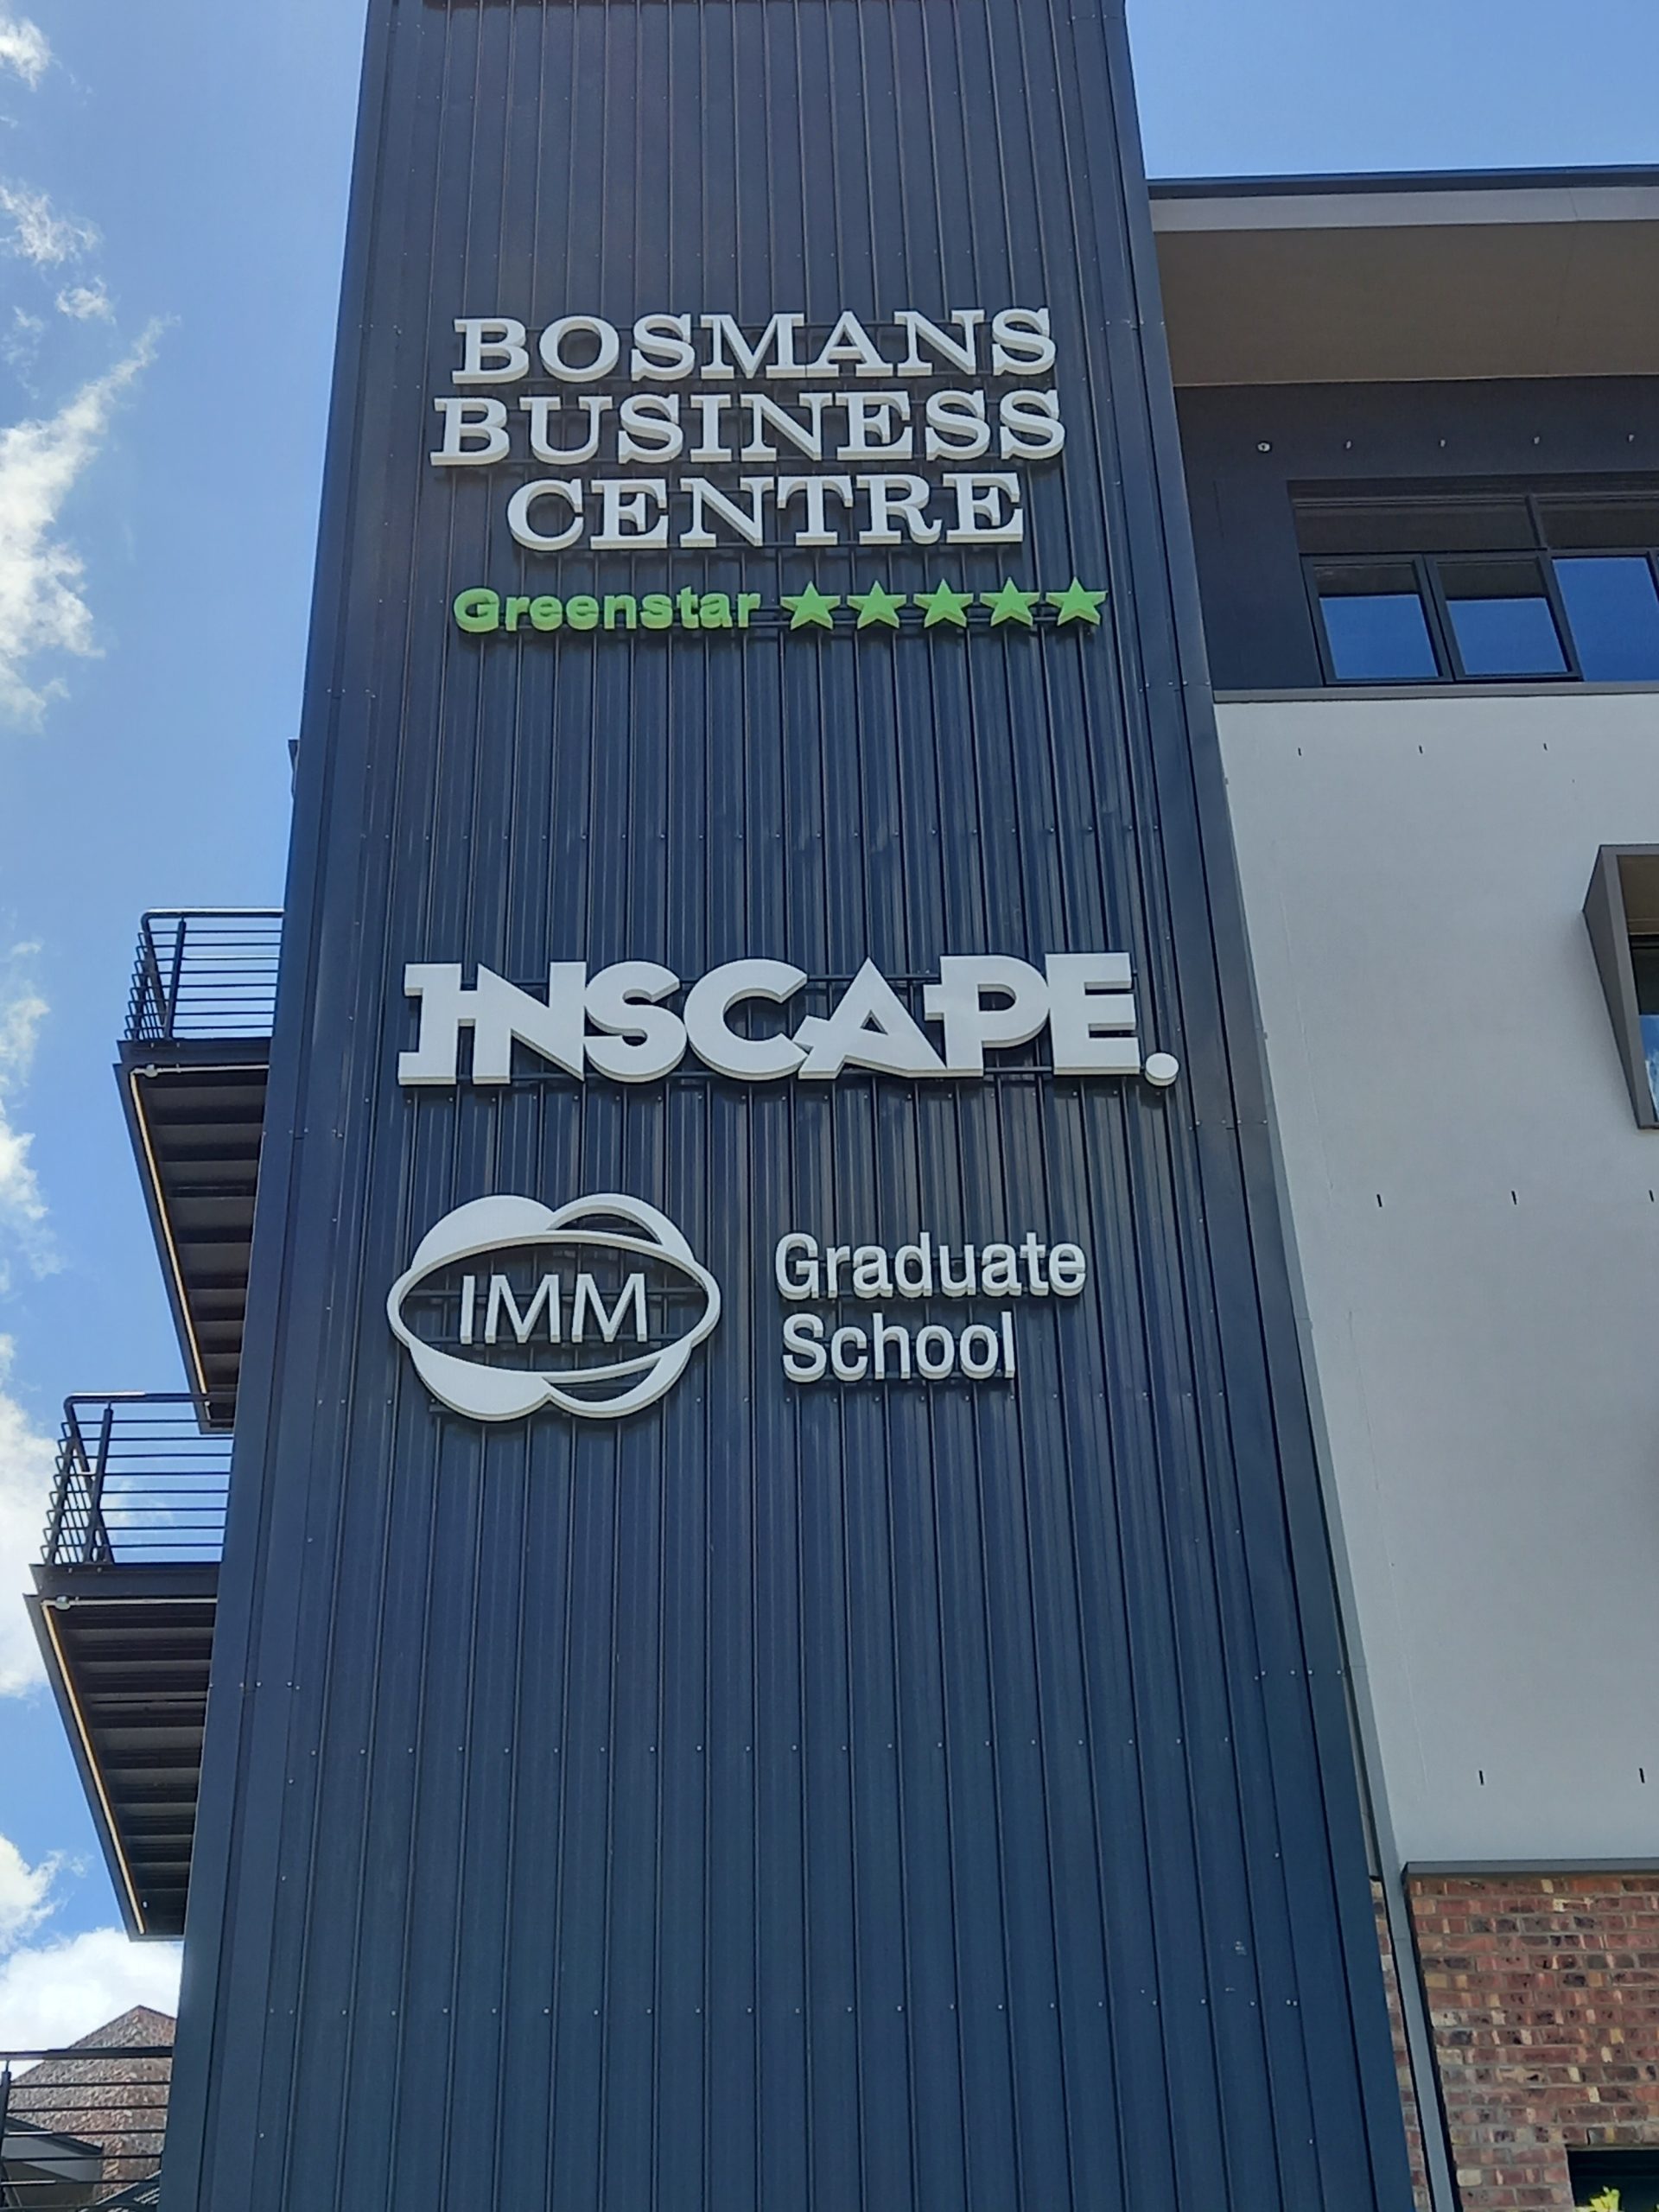 BOSMANS
BUSINESS
CENTRE
Greenstar ★★★★★
INSCAPE.
IMM
Graduate
School